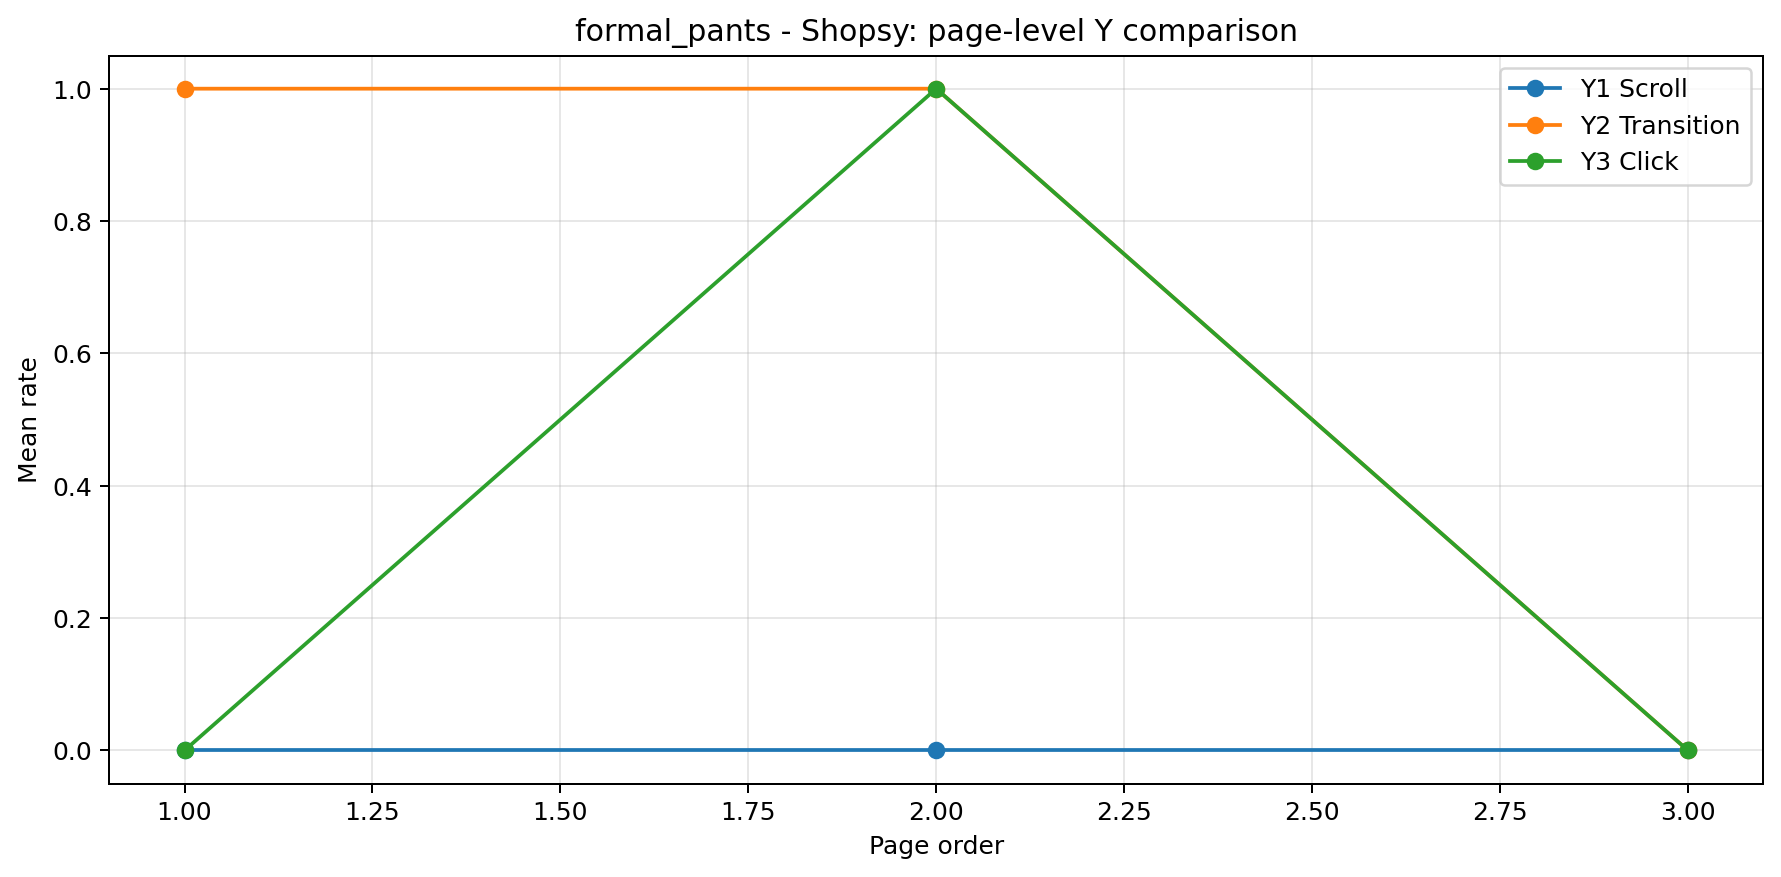 formal_pants - Shopsy: page-level Y comparison
Y1 Scroll
Y2 Transition
Y3 Click
Mean rate
1.0
0.8
0.6
0.4
0.2
0.0
1.00 1.25 1.50 1.75 2.00 2.25 2.50 2.75 3.00
Page order